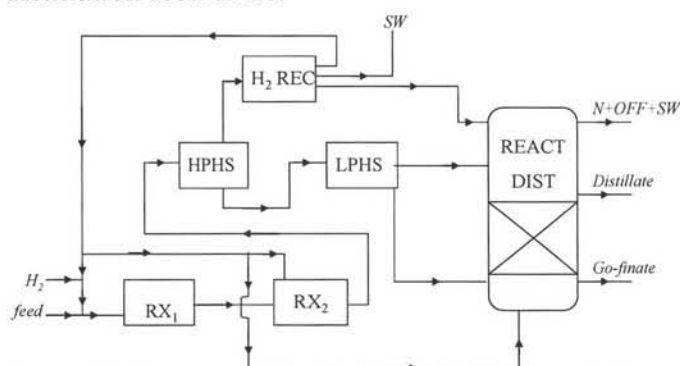 SW
H₂ REC
N+OFF+SW
REACT
DIST
HPHS
LPHS
Distillate
Go-finate
H₂
feed
RX₁
RX₂